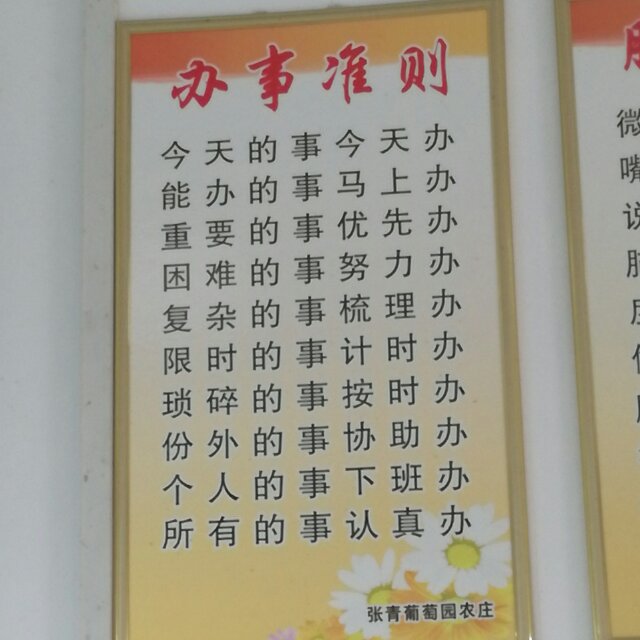 办事准则
今天的事今天办
能办的事马上办
重要的事优先办
困难的事努力办
复杂的事梳理办
限时的事计时办
琐碎的事按时办
份外的事协助办
个人的事下班办
所有的事认真办
张青葡萄园农庄
微
嘴
说